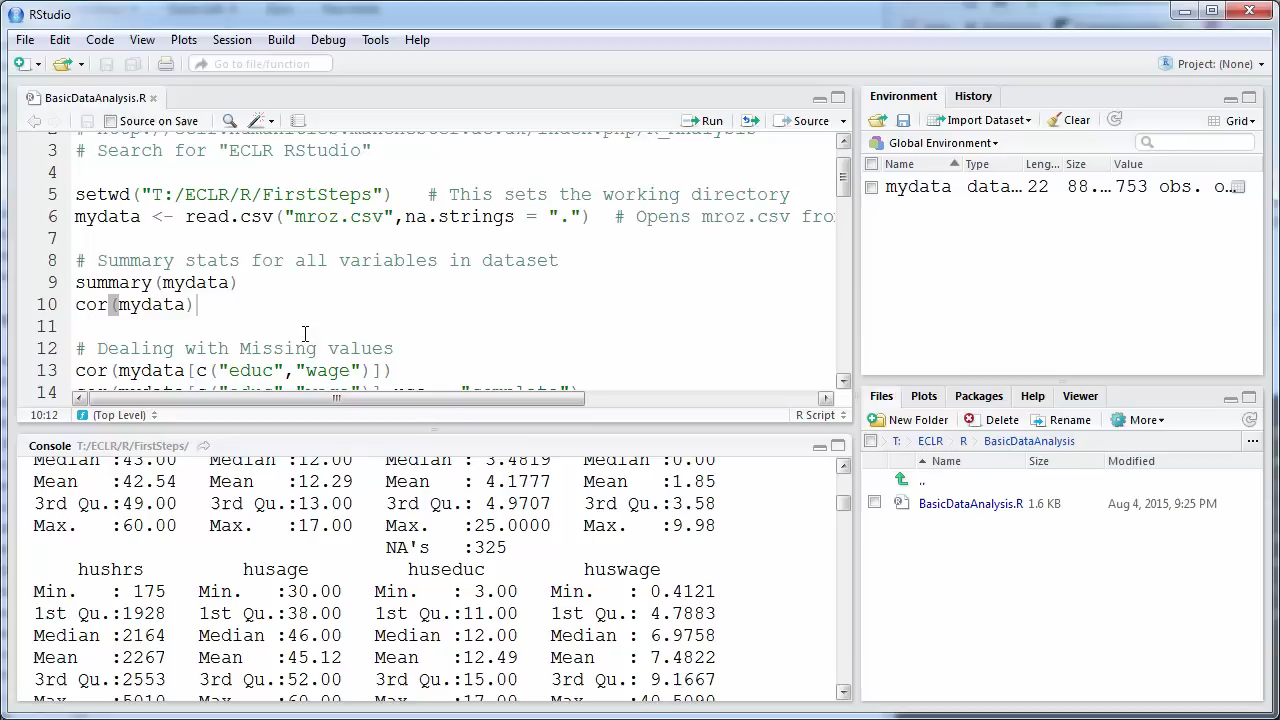 RStudio
File Edit Code View Plots Session Build Debug Tools Help
Go to file/function
Project: (None)
BasicDataAnalysis.R
Source on Save
Run
Source
3 # Search for "ECLR RStudio"
4
5 setwd("T:/ECLR/R/FirstSteps") # This sets the working directory
6 mydata <- read.csv("mroz.csv",na.strings = ".") # Opens mroz.csv fro
7
8 # Summary stats for all variables in dataset
9 summary(mydata)
10 cor(mydata)
11
12 # Dealing with Missing values
13 cor(mydata[c("educ","wage")])
14
10:12 (Top Level) R Script
Console T:/ECLR/R/FirstSteps/
Median :43.00 Median :12.00 Median : 3.4819 Median :0.00
Mean :42.54 Mean :12.29 Mean : 4.1777 Mean :1.85
3rd Qu.:49.00 3rd Qu.:13.00 3rd Qu.: 4.9707 3rd Qu.:3.58
Max. :60.00 Max. :17.00 Max. :25.0000 Max. :9.98
NA's :325
hushrs husage huseduc huswage
Min. : 175 Min. :30.00 Min. : 3.00 Min. : 0.4121
1st Qu.:1928 1st Qu.:38.00 1st Qu.:11.00 1st Qu.: 4.7883
Median :2164 Median :46.00 Median :12.00 Median : 6.9758
Mean :2267 Mean :45.12 Mean :12.49 Mean : 7.4822
3rd Qu.:2553 3rd Qu.:52.00 3rd Qu.:15.00 3rd Qu.: 9.1667
Environment History
Import Dataset Clear Grid
Global Environment
Name Type Leng... Size Value
mydata data... 22 88.... 753 obs. o...
Files Plots Packages Help Viewer
New Folder Delete Rename More
T: ECLR R BasicDataAnalysis ...
Name Size Modified
..
BasicDataAnalysis.R 1.6 KB Aug 4, 2015, 9:25 PM